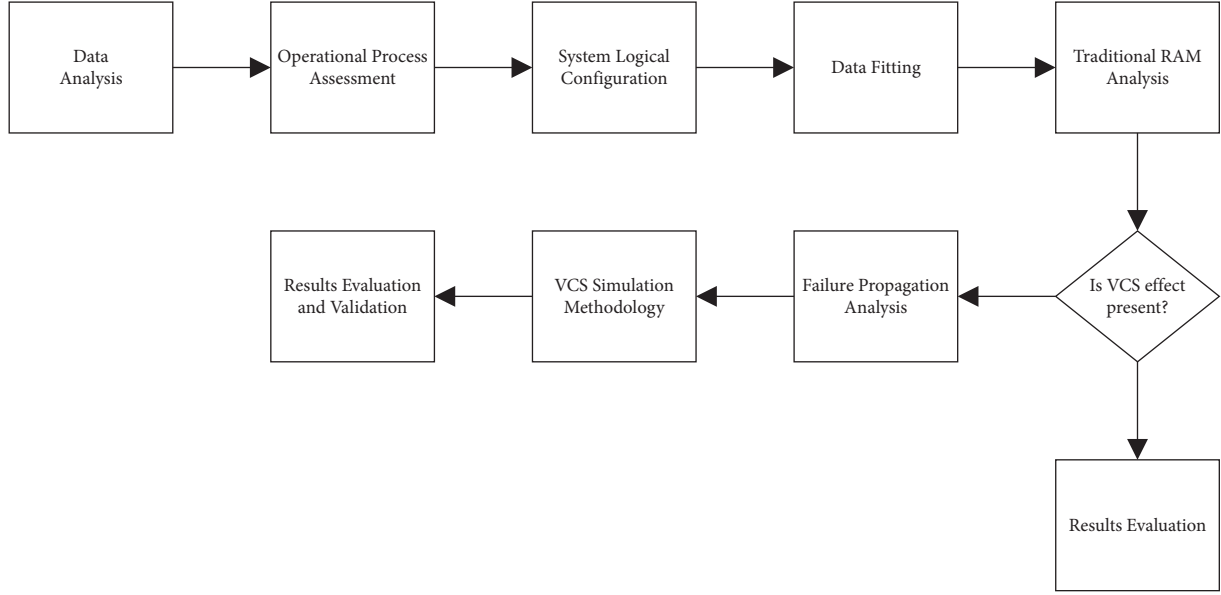 Data
Analysis
Operational Process
Assessment
System Logical
Configuration
Data Fitting
Traditional RAM
Analysis
Is VCS effect
present?
Failure Propagation
Analysis
VCS Simulation
Methodology
Results Evaluation
and Validation
Results Evaluation